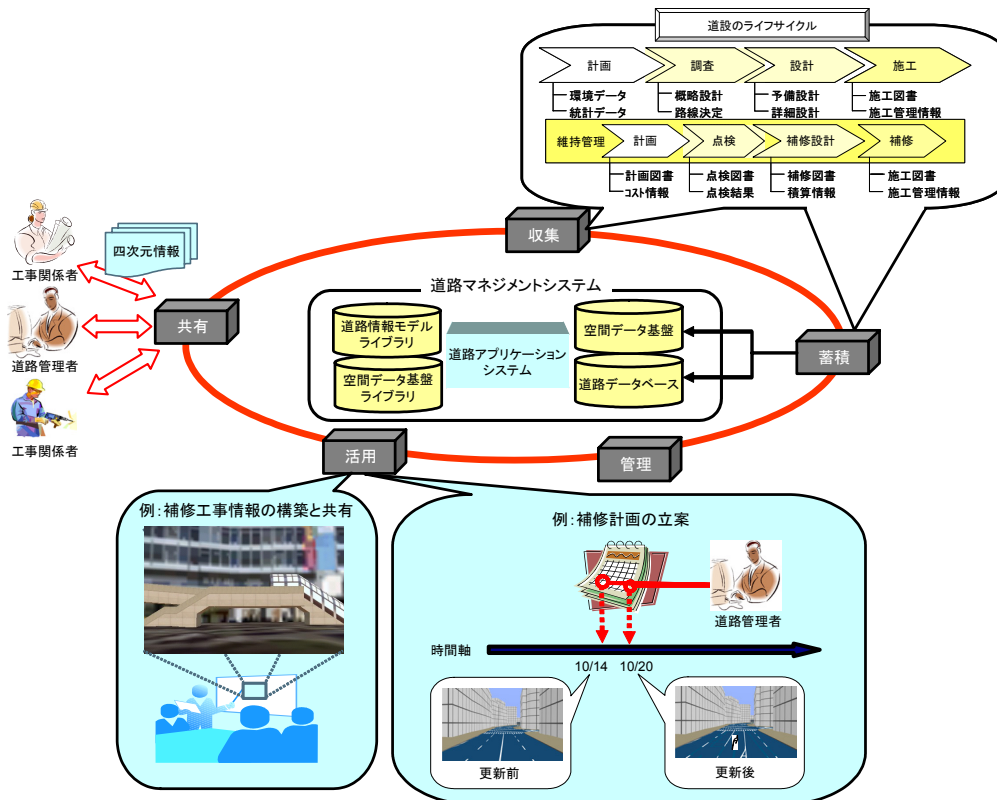 道設のライフサイクル
計画
調査
設計
施工
環境データ
統計データ
概略設計
路線決定
予備設計
詳細設計
施工図書
施工管理情報
維持管理
計画
点検
補修設計
補修
計画図書
コスト情報
点検図書
点検結果
補修図書
積算情報
施工図書
施工管理情報
収集
四次元情報
工事関係者
共有
道路管理者
工事関係者
道路マネジメントシステム
道路情報モデル
ライブラリ
空間データ基盤
ライブラリ
道路アプリケーション
システム
空間データ基盤
道路データベース
蓄積
活用
管理
例：補修工事情報の構築と共有
例：補修計画の立案
道路管理者
時間軸
10/14
10/20
更新前
更新後